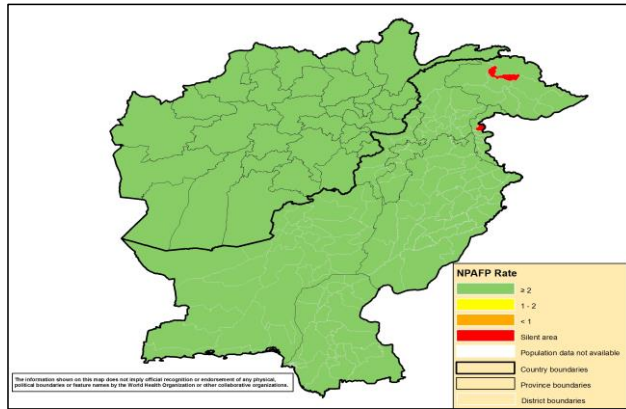 NPAFP Rate
≥ 2
1 - 2
< 1
Silent area
Population data not available
Country boundaries
Province boundaries
District boundaries
The information shown on this map does not imply official recognition or endorsement of any physical,
political boundaries or feature names by the World Health Organization or other collaborative organizations.